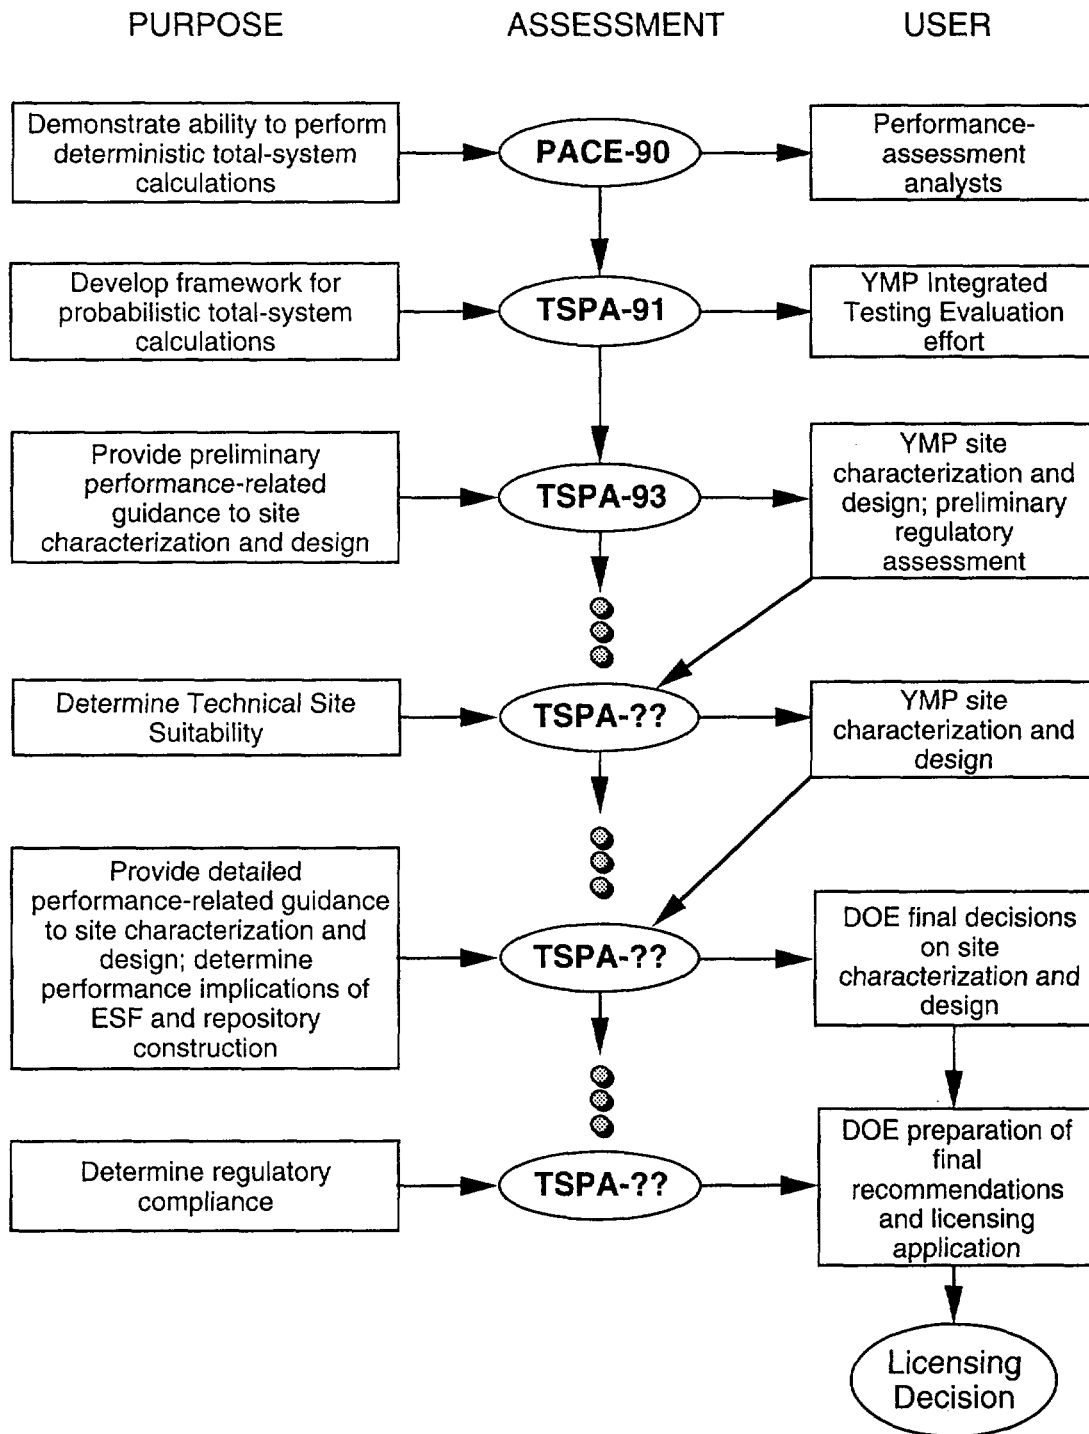 PURPOSE
ASSESSMENT
USER
Demonstrate ability to perform
deterministic total-system
calculations
PACE-90
Performance-
assessment
analysts
Develop framework for
probabilistic total-system
calculations
TSPA-91
YMP Integrated
Testing Evaluation
effort
Provide preliminary
performance-related
guidance to site
characterization and design
TSPA-93
YMP site
characterization and
design; preliminary
regulatory
assessment
Determine Technical Site
Suitability
TSPA-??
YMP site
characterization and
design
Provide detailed
performance-related guidance
to site characterization and
design; determine
performance implications of
ESF and repository
construction
TSPA-??
DOE final decisions
on site
characterization and
design
Determine regulatory
compliance
TSPA-??
DOE preparation of
final
recommendations
and licensing
application
Licensing
Decision